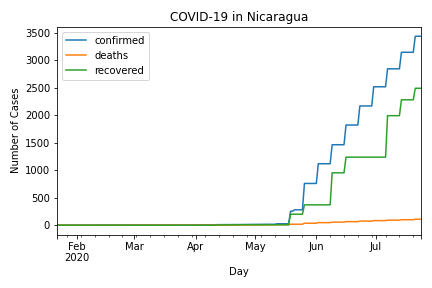 COVID-19 in Nicaragua
confirmed
deaths
recovered
Number of Cases
3500
3000
2500
2000
1500
1000
500
0
Feb
2020
Mar
Apr
May
Jun
Jul
Day